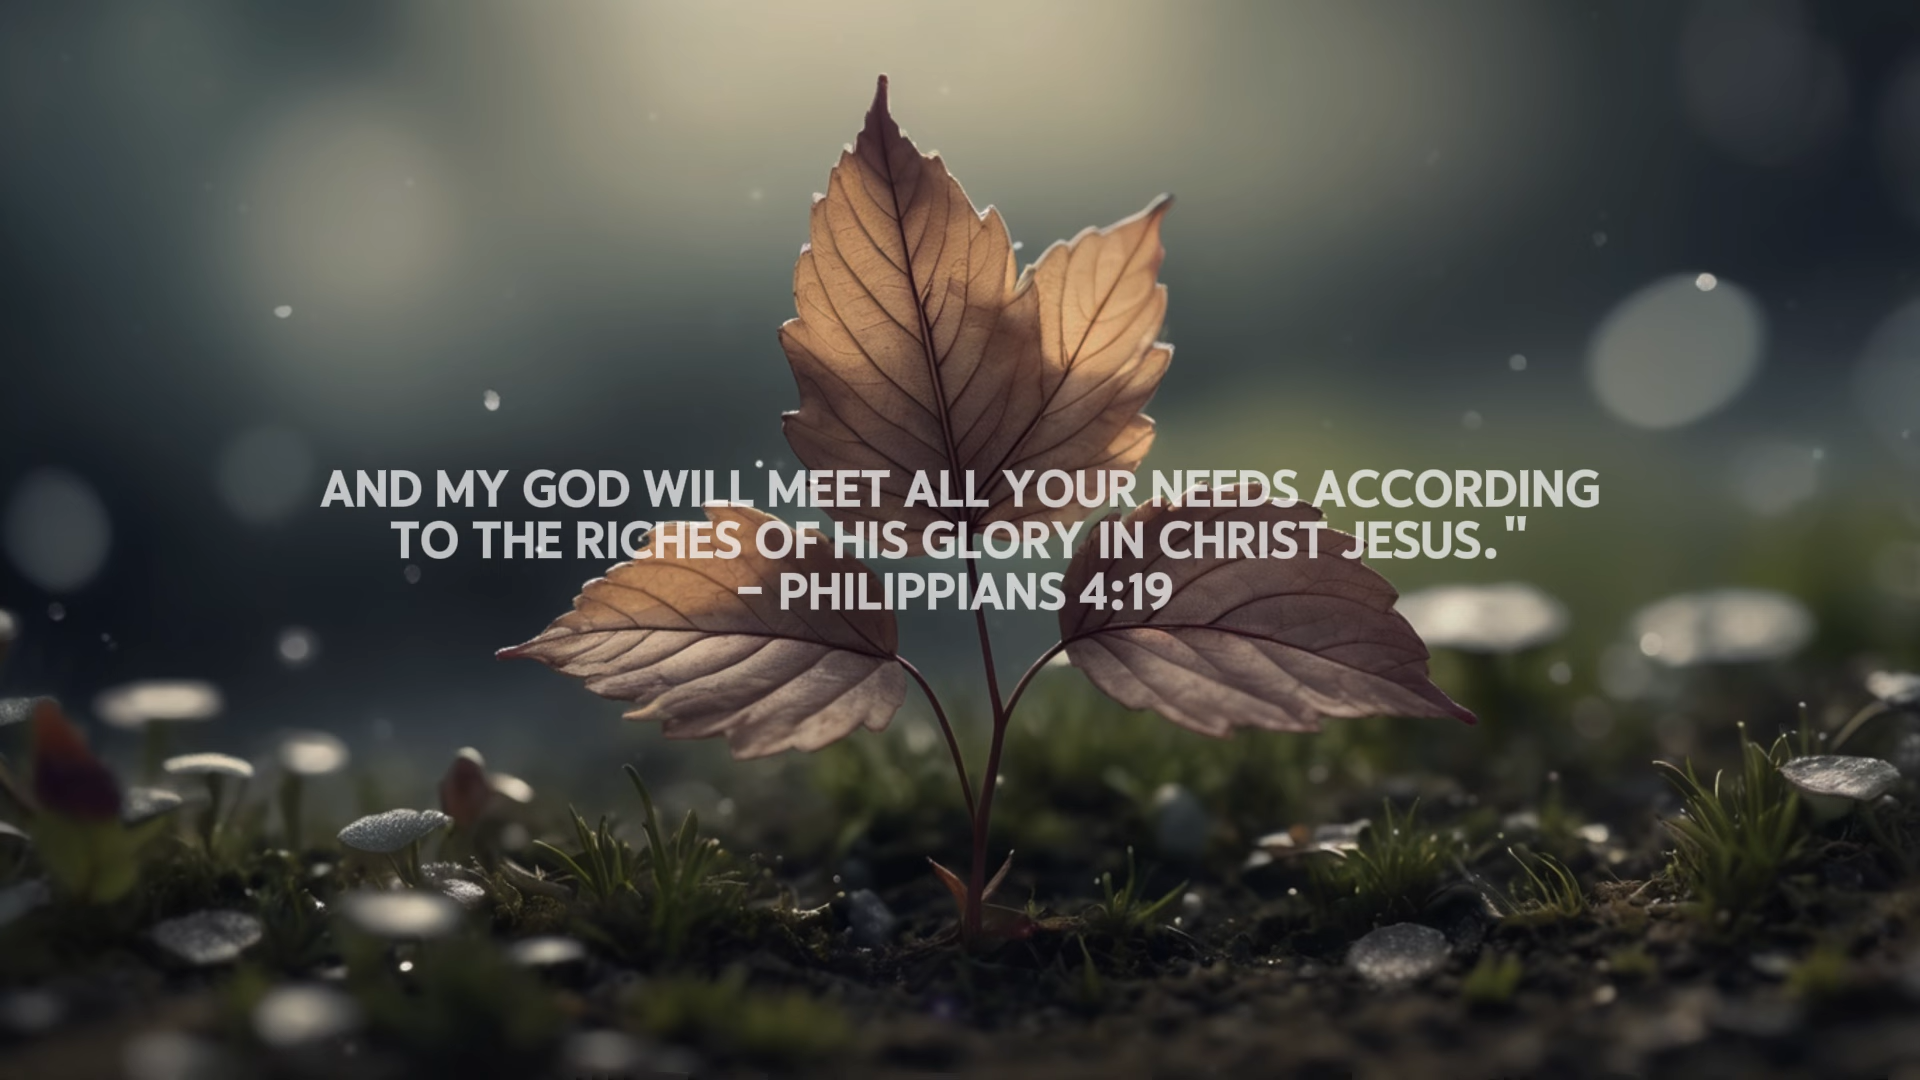 AND MY GOD WILL MEET ALL YOUR NEEDS ACCORDING
TO THE RICHES OF HIS GLORY IN CHRIST JESUS."
– PHILIPPIANS 4:19